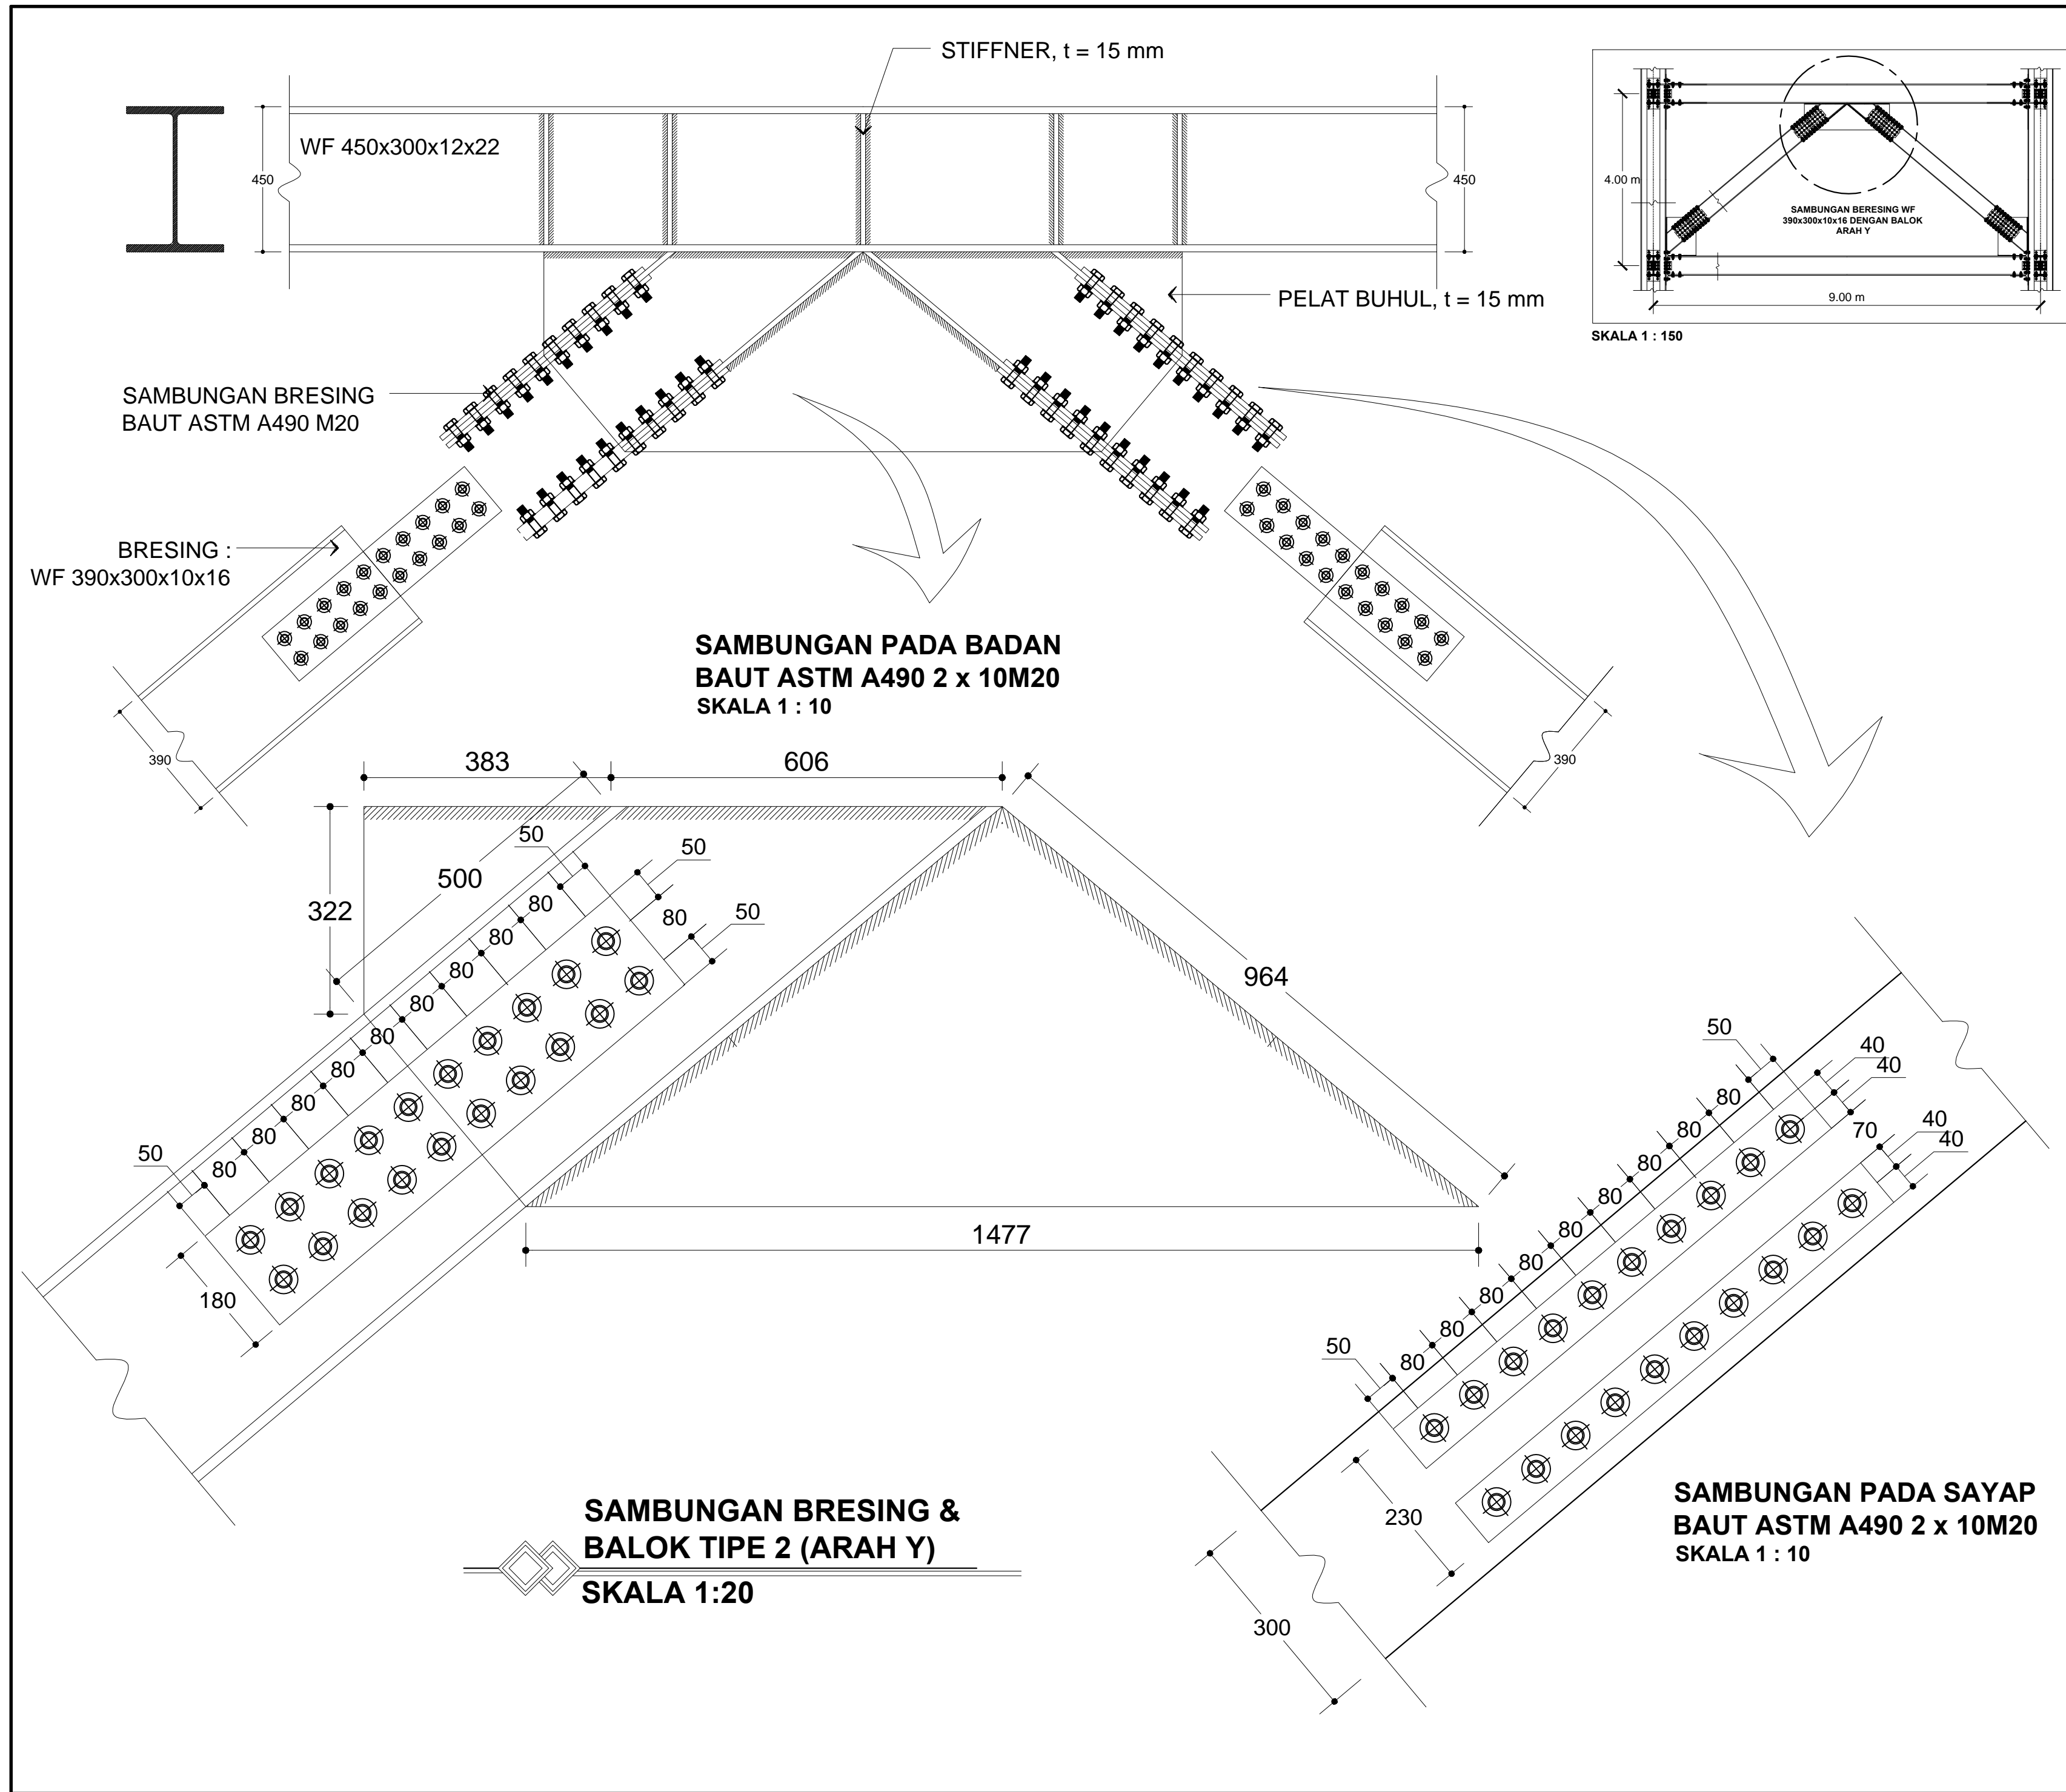 STIFFNER, t = 15 mm
WF 450x300x12x22
450
450
PELAT BUHUL, t = 15 mm
SAMBUNGAN BRESING
BAUT ASTM A490 M20
BRESING :
WF 390x300x10x16
390
390
4.00 m
SAMBUNGAN BERESING WF
390x300x10x16 DENGAN BALOK
ARAH Y
9.00 m
SKALA 1 : 150
SAMBUNGAN PADA BADAN
BAUT ASTM A490 2 x 10M20
SKALA 1 : 10
383
606
322
500
50
50
80
50
80
80
80
80
80
80
80
80
80
50
180
964
1477
50
40
40
70
40
40
80
80
80
80
80
80
80
80
80
50
230
300
SAMBUNGAN PADA SAYAP
BAUT ASTM A490 2 x 10M20
SKALA 1 : 10
SAMBUNGAN BRESING &
BALOK TIPE 2 (ARAH Y)
SKALA 1:20